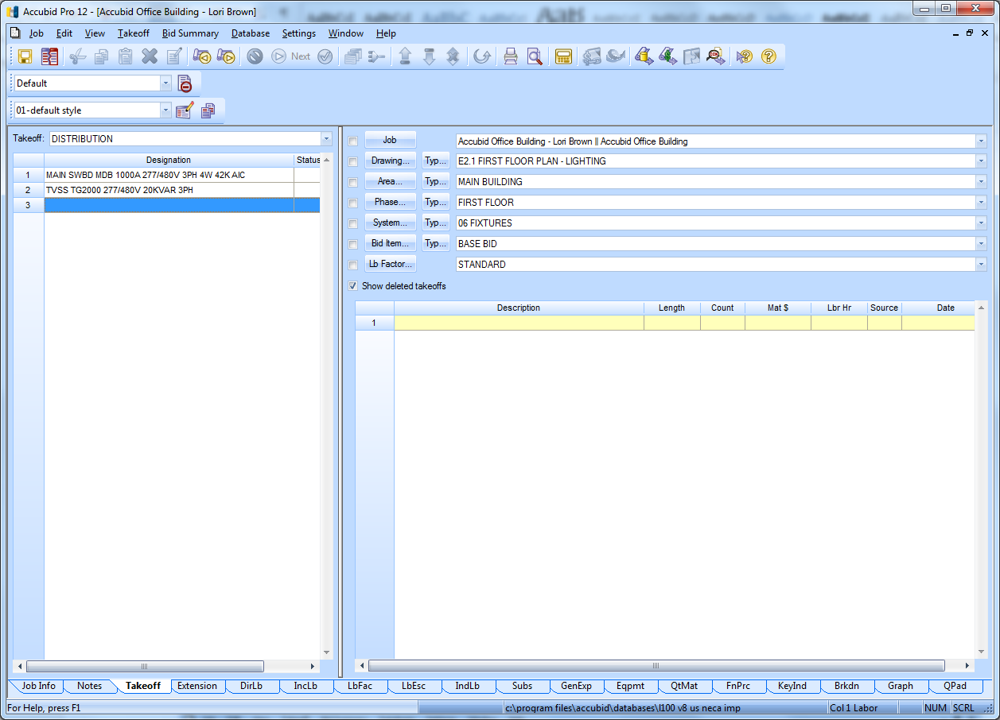 Accubid Pro 12 - [Accubid Office Building - Lori Brown]
Job Edit View Takeoff Bid Summary Database Settings Window Help
Next
Default
01-default style
Takeoff: DISTRIBUTION
Designation Status
1 MAIN SWBD MDB 1000A 277/480V 3PH 4W 42K AIC
2 TVSS TG2000 277/480V 20KVAR 3PH
3
Job Accubid Office Building - Lori Brown Accubid Office Building
Drawing... Typ... E2.1 FIRST FLOOR PLAN - LIGHTING
Area... Typ... MAIN BUILDING
Phase... Typ... FIRST FLOOR
System... Typ... 06 FIXTURES
Bid Item... Typ... BASE BID
Lb Factor... STANDARD
Show deleted takeoffs
Description Length Count Mat $ Lbr Hr Source Date
1
Job Info Notes Takeoff Extension DirLb IncLb LbFac LbEsc IndLb Subs GenExp Eqpmt QtMat FnPrc KeyInd Brkdn Graph QPad
For Help, press F1 c:\program files\accubid\databases\l100 v8 us neca imp Col 1 Labor NUM SCRL